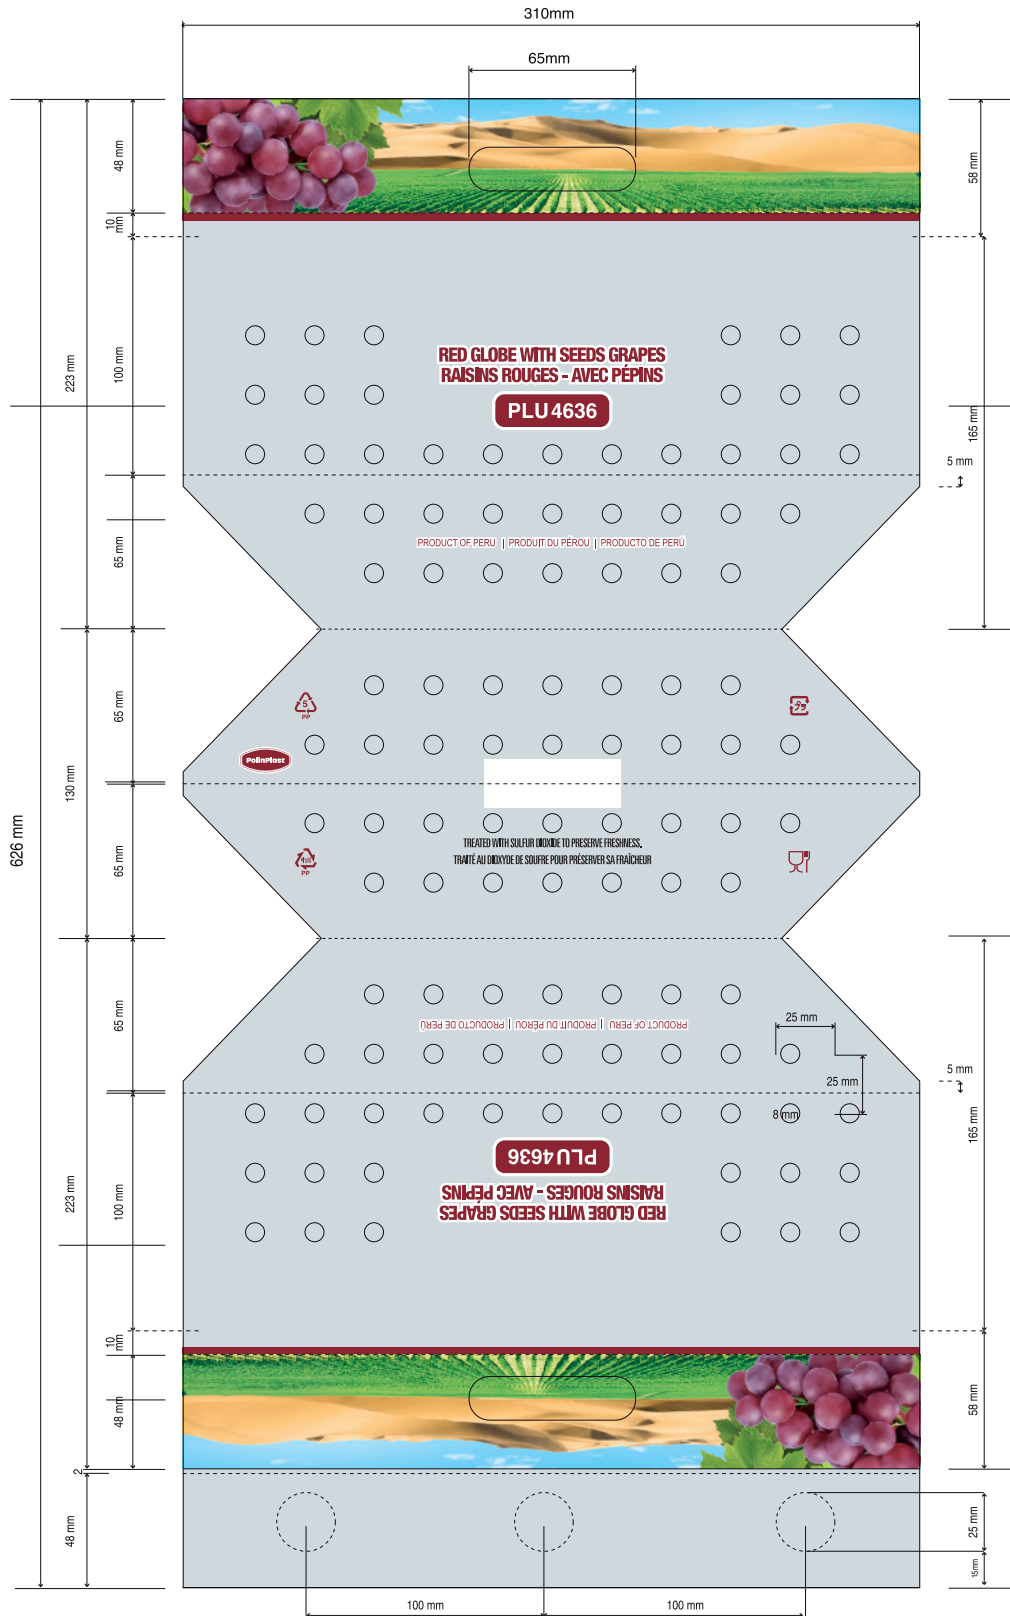 310mm
65mm
48 mm
58 mm
10 mm
223 mm
100 mm
RED GLOBE WITH SEEDS GRAPES
RAISINS ROUGES - AVEC PÉPINS
PLU 4636
165 mm
5 mm
65 mm
PRODUCT OF PERU | PRODUIT DU PÉROU | PRODUCTO DE PERÚ
65 mm
5
PP
PolinPlast
130 mm
626 mm
65 mm
TREATED WITH SULFUR DIOXIDE TO PRESERVE FRESHNESS.
TRAITÉ AU DIOXYDE DE SOUFRE POUR PRÉSERVER SA FRAÎCHEUR
PP
65 mm
PRODUCT OF PERU | PRODUIT DU PÉROU | PRODUCTO DE PERÚ
25 mm
25 mm
5 mm
8 mm
165 mm
223 mm
100 mm
PLU 4636
RAISINS ROUGES - AVEC PÉPINS
RED GLOBE WITH SEEDS GRAPES
10 mm
48 mm
58 mm
2
48 mm
25 mm
15mm
100 mm
100 mm